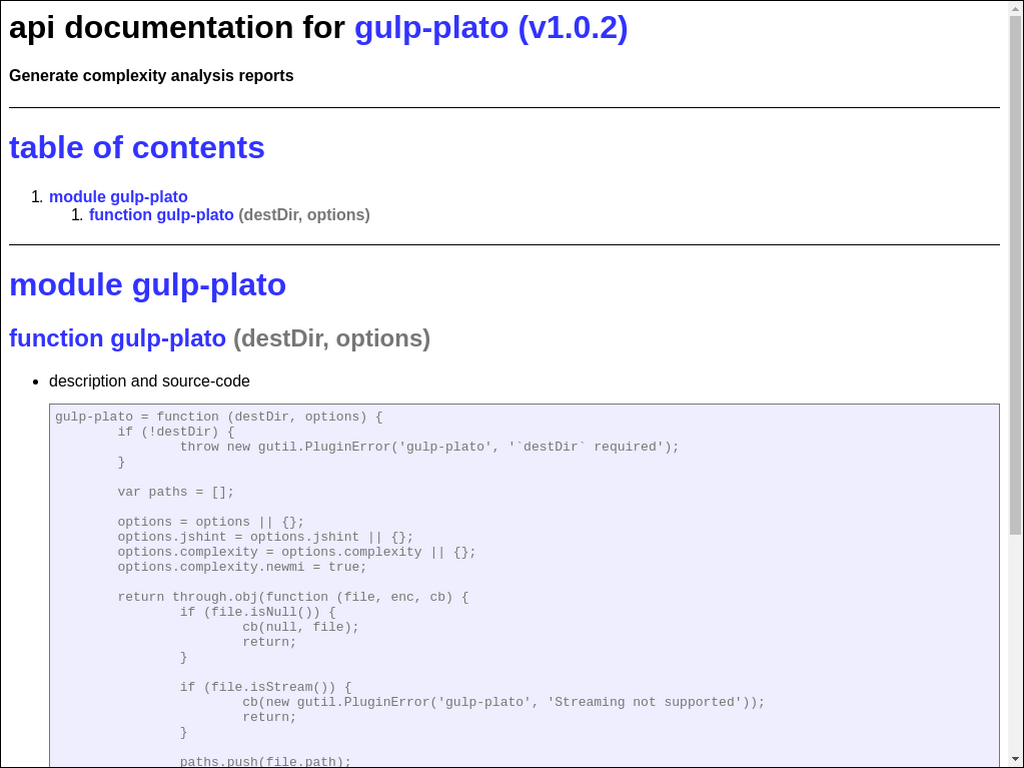 api documentation for gulp-plato (v1.0.2)
Generate complexity analysis reports
table of contents
1. module gulp-plato
1. function gulp-plato (destDir, options)
module gulp-plato
function gulp-plato (destDir, options)
• description and source-code
gulp-plato = function (destDir, options) {
        if (!destDir) {
                throw new gutil.PluginError('gulp-plato', '`destDir` required');
        }
        var paths = [];
        options = options || {};
        options.jshint = options.jshint || {};
        options.complexity = options.complexity || {};
        options.complexity.newmi = true;
        return through.obj(function (file, enc, cb) {
                if (file.isNull()) {
                        cb(null, file);
                        return;
                }
                if (file.isStream()) {
                        cb(new gutil.PluginError('gulp-plato', 'Streaming not supported'));
                        return;
                }
                paths.push(file.path);